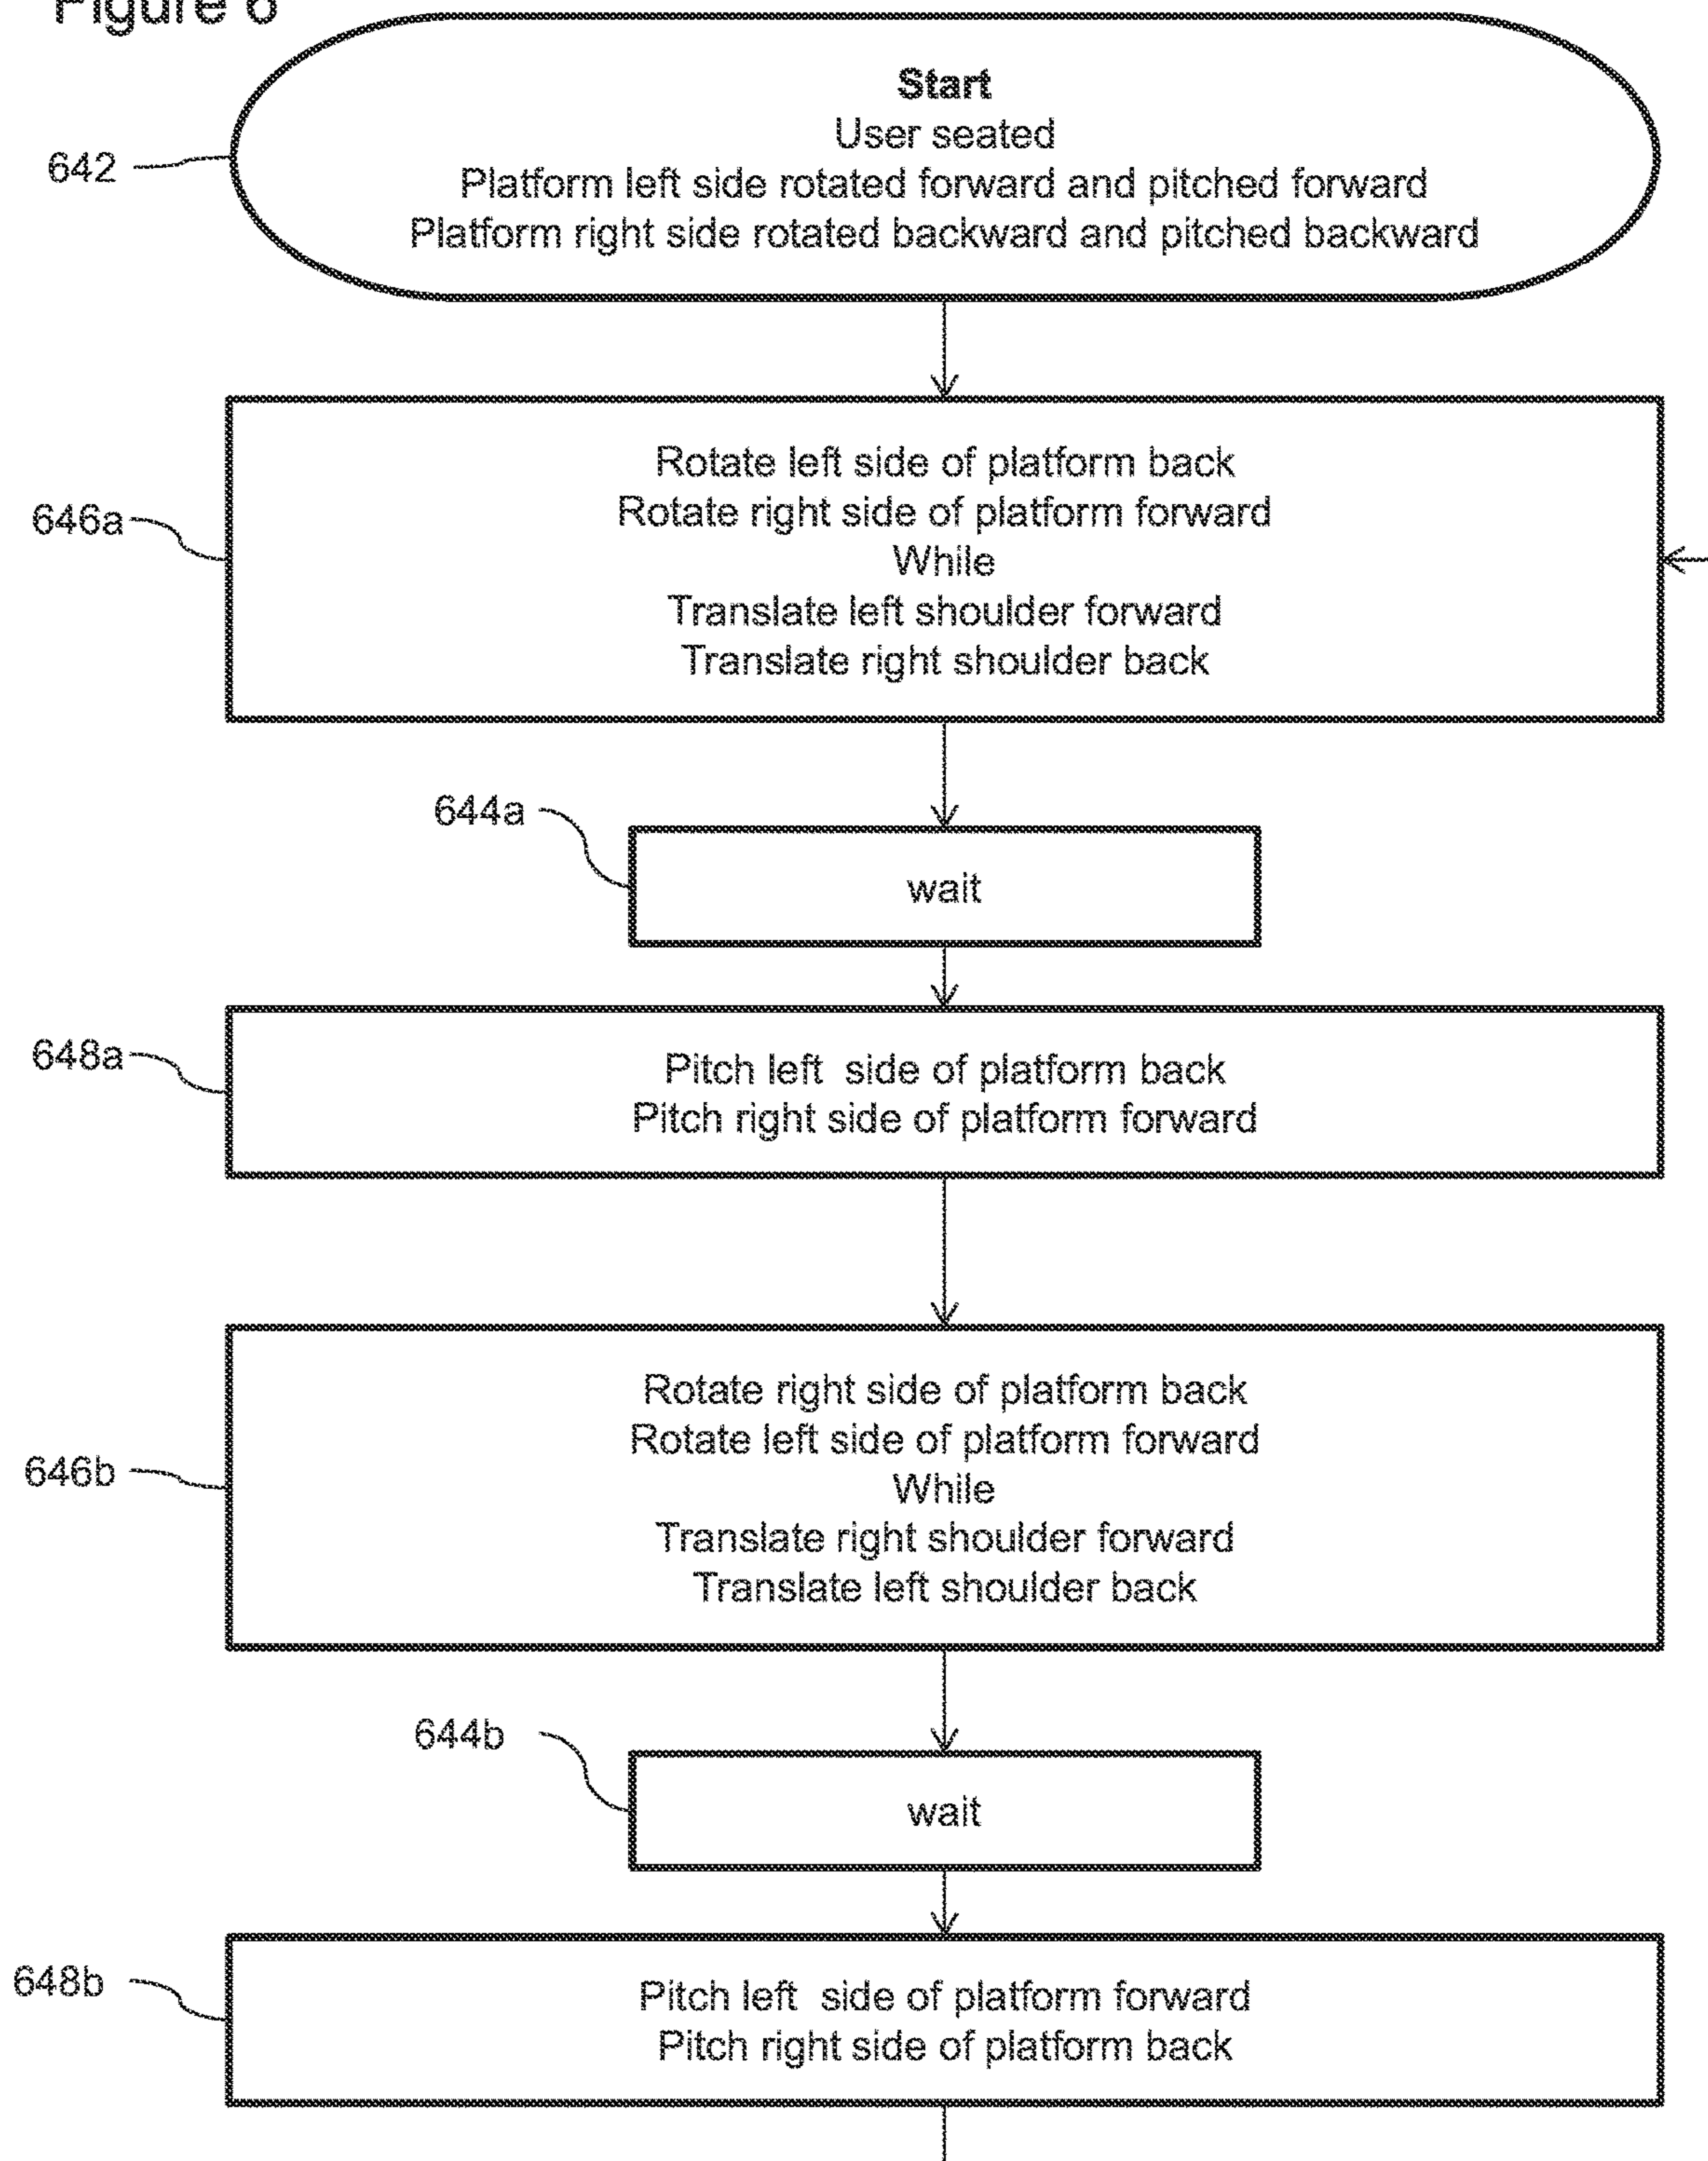 Figure 6
Start
User seated
642
Platform left side rotated forward and pitched forward
Platform right side rotated backward and pitched backward
Rotate left side of platform back
646a
Rotate right side of platform forward
While
Translate left shoulder forward
Translate right shoulder back
644a
wait
648a
Pitch left side of platform back
Pitch right side of platform forward
Rotate right side of platform back
Rotate left side of platform forward
646b
While
Translate right shoulder forward
Translate left shoulder back
644b
wait
648b
Pitch left side of platform forward
Pitch right side of platform back